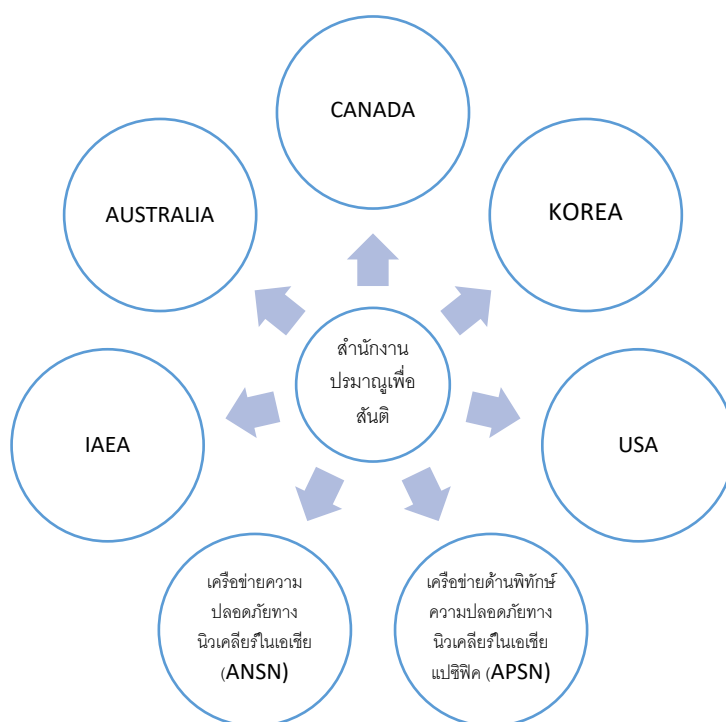 CANADA
AUSTRALIA
KOREA
สำนักงาน
ปรมาณูเพื่อ
สันติ
IAEA
USA
เครือข่ายความ
ปลอดภัยทาง
นิวเคลียร์ในเอเชีย
(ANSN)
เครือข่ายด้านพิทักษ์
ความปลอดภัยทาง
นิวเคลียร์ในเอเชีย
แปซิฟิค (APSN)